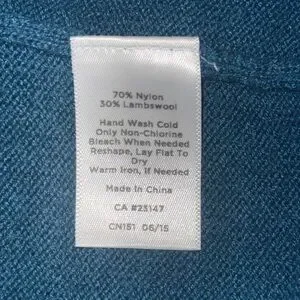 70% Nylon
30% Lambswool
Hand Wash Cold
Only Non-Chlorine
Bleach When Needed
Reshape, Lay Flat To
Dry
Warm Iron, If Needed
Made In China
CA #25147
CN151 06/15